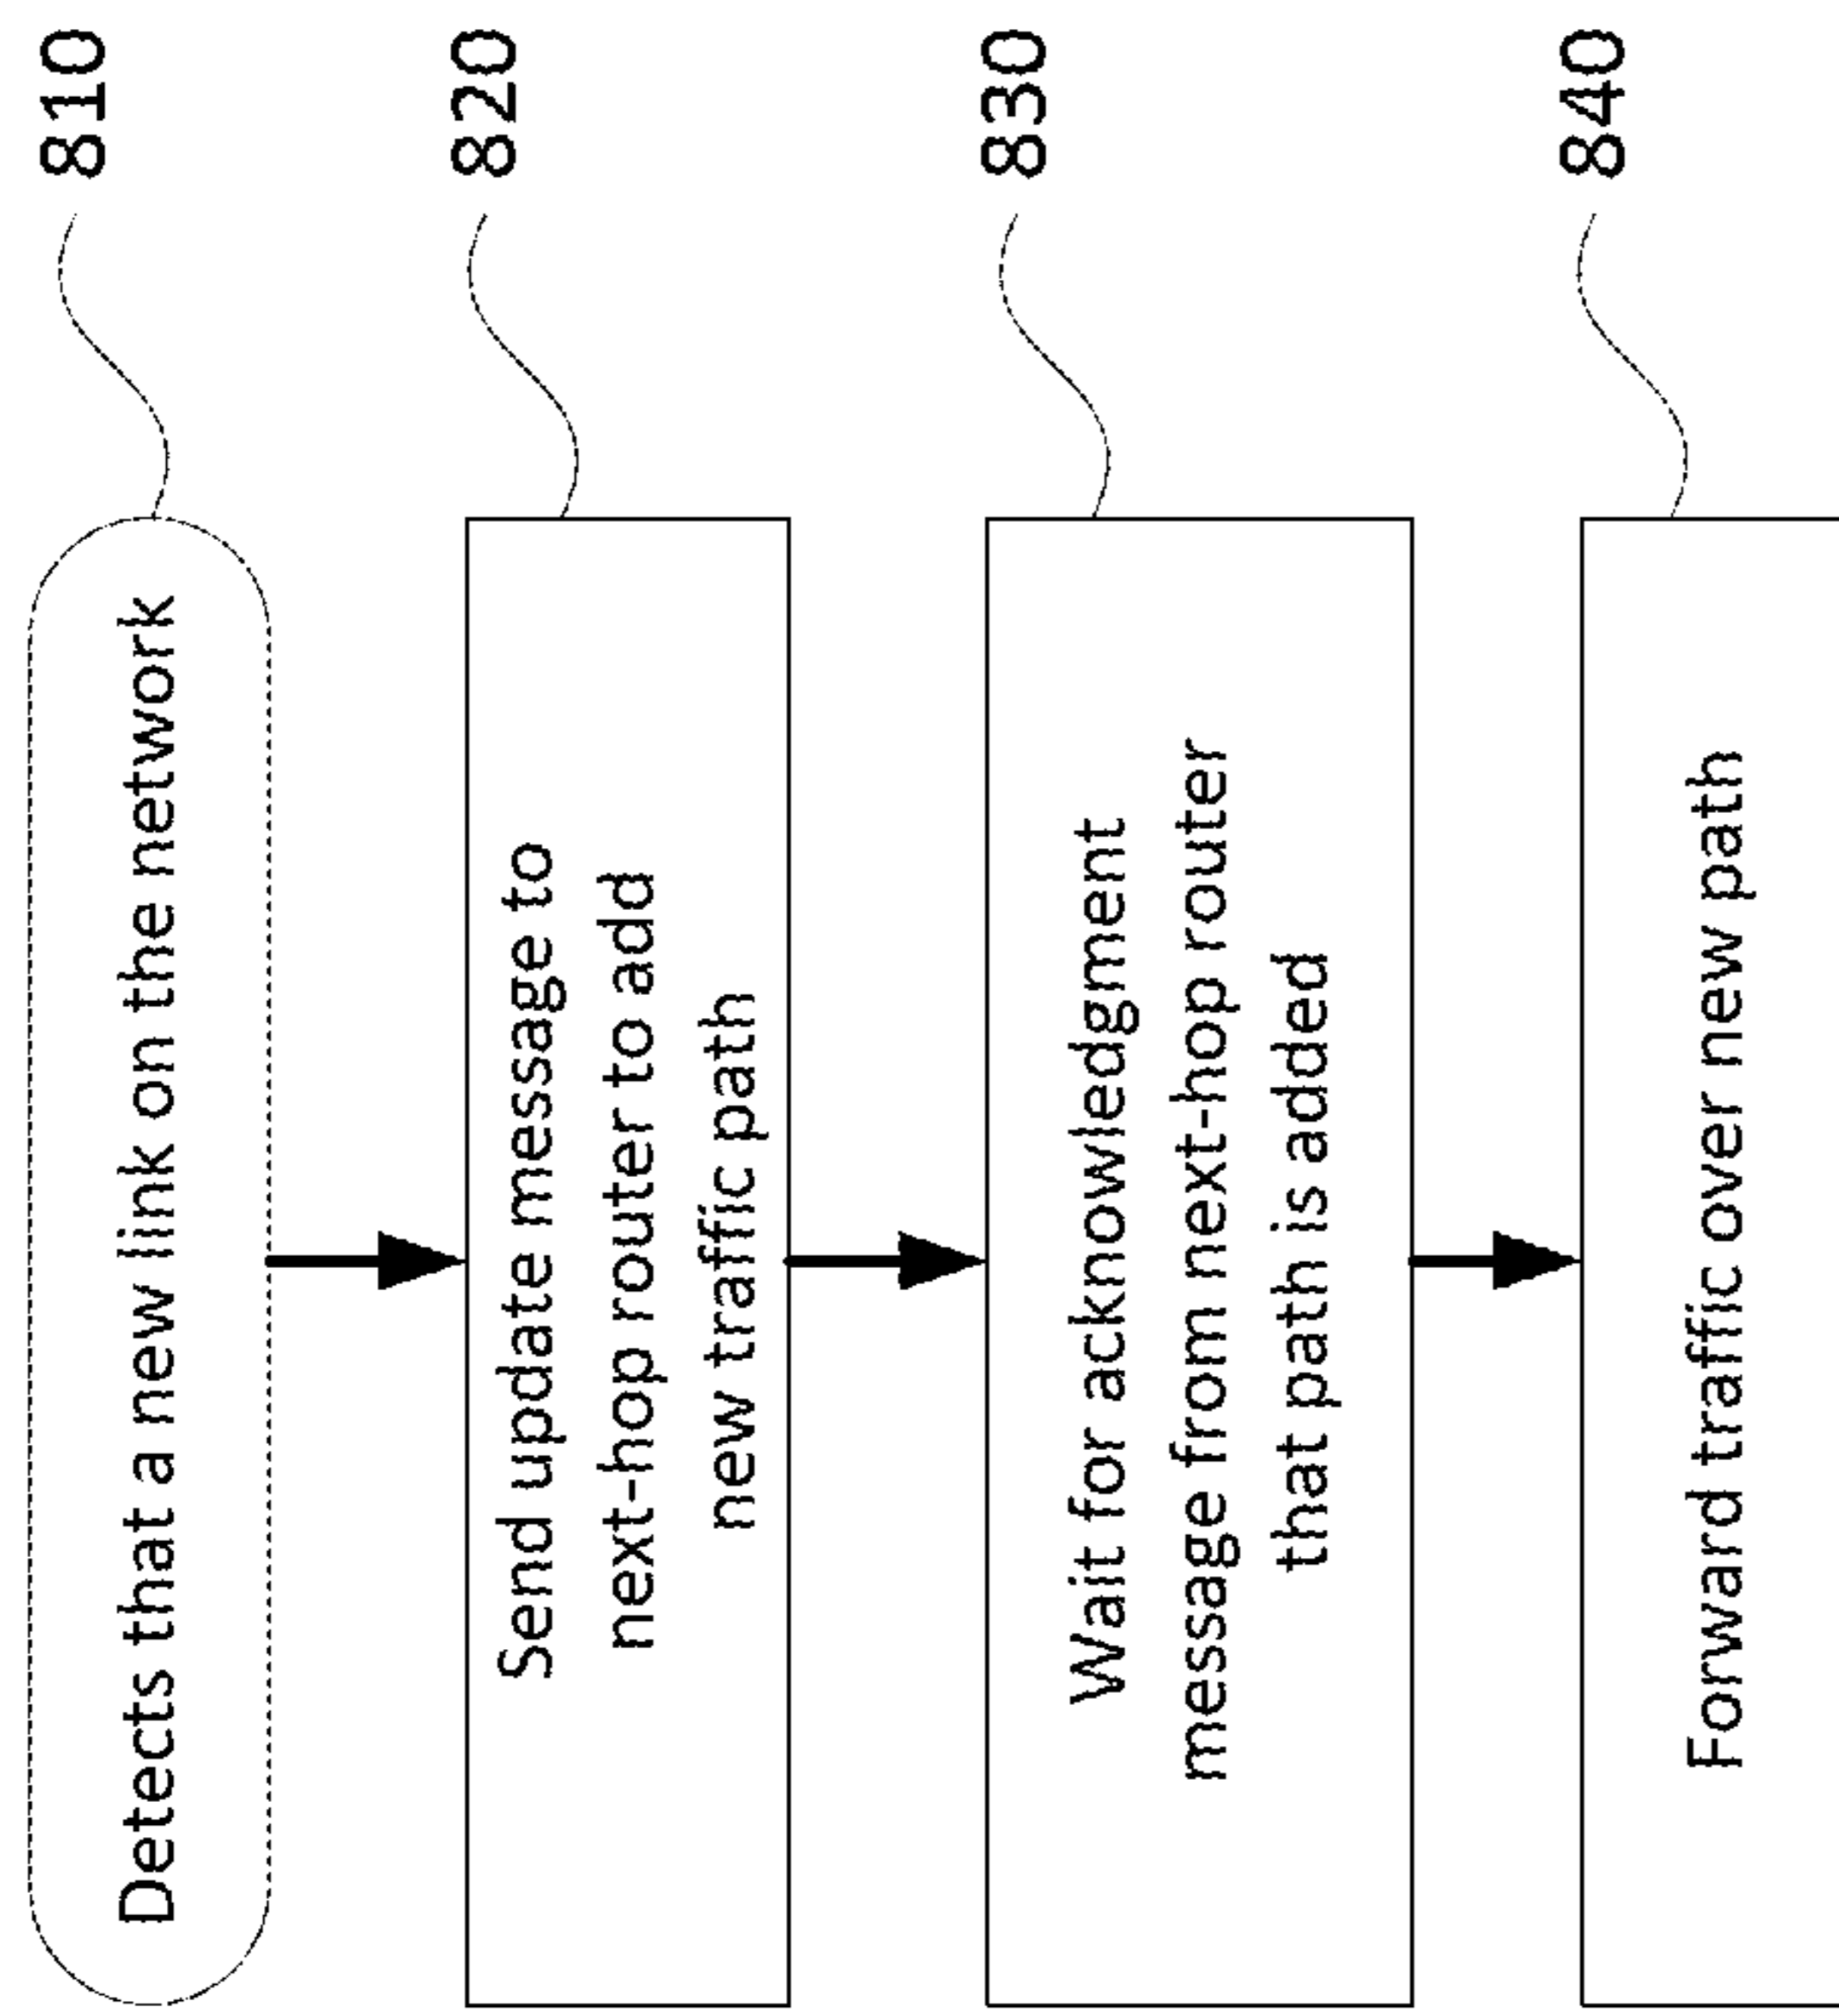 Detects that a new link on the network
810
Send update message to
next-hop router to add
new traffic path
820
Wait for acknowledgment
message from next-hop router
that path is added
830
Forward traffic over new path
840